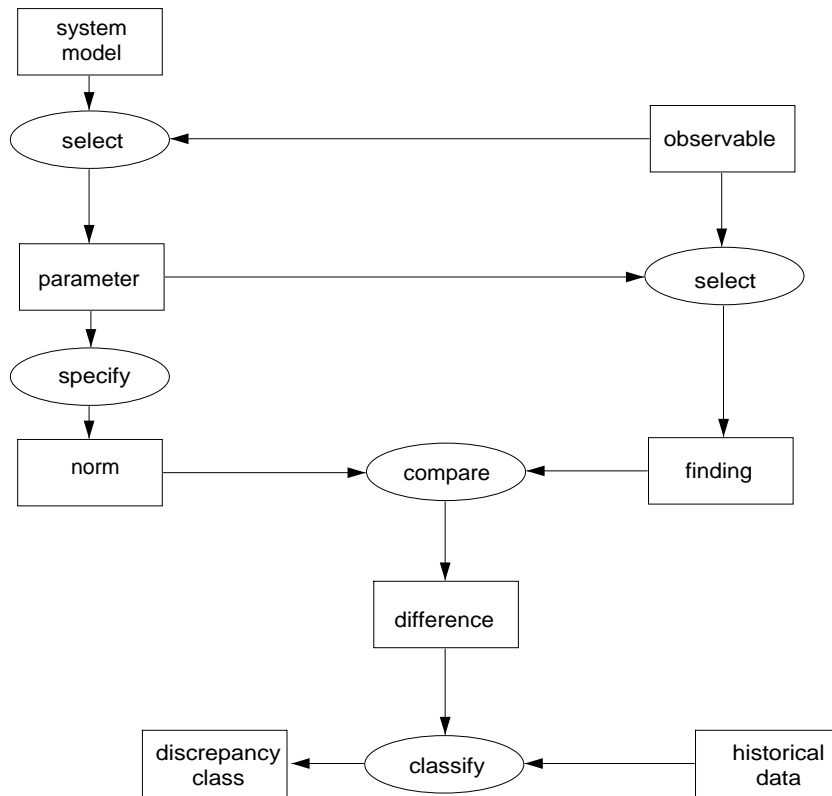 system
model
select
observable
parameter
select
specify
norm
compare
finding
difference
discrepancy
class
classify
historical
data